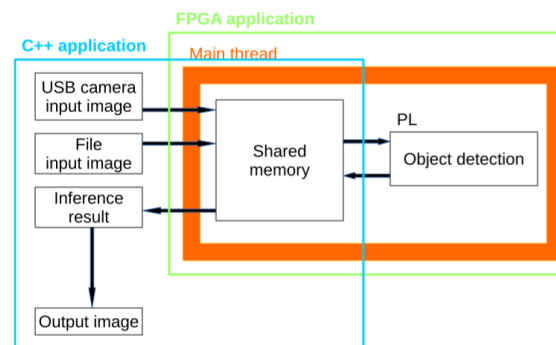 FPGA application
C++ application
Main thread
USB camera
input image
File
input image
Inference
result
Output image
Shared
memory
PL
Object detection